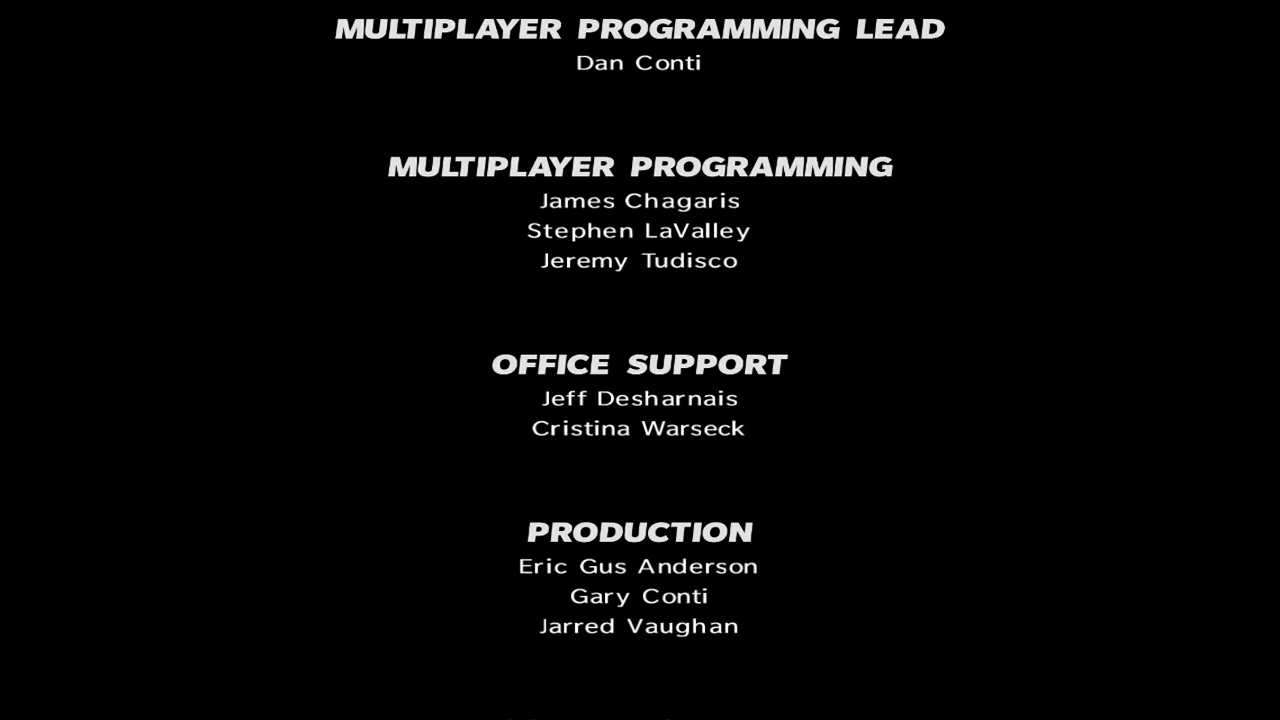 MULTIPLAYER PROGRAMMING LEAD
Dan Conti
MULTIPLAYER PROGRAMMING
James Chagaris
Stephen LaValley
Jeremy Tudisco
OFFICE SUPPORT
Jeff Desharnais
Cristina Warseck
PRODUCTION
Eric Gus Anderson
Gary Conti
Jarred Vaughan